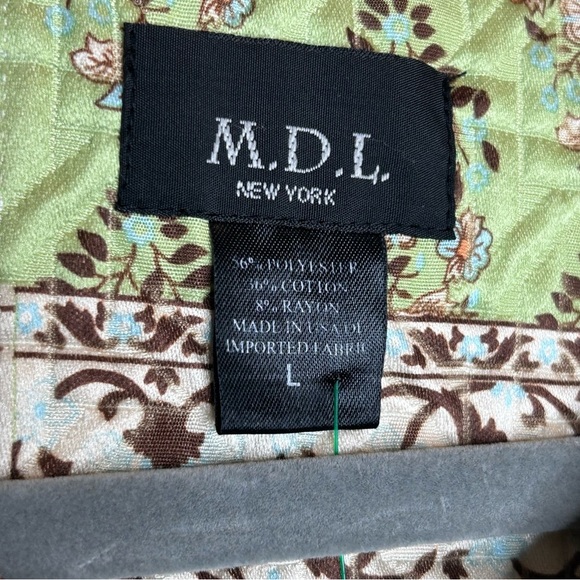 M.D.L.
NEW YORK
56% POLYESTER
36% COTTON
8% RAYON
MADE IN USA OF
IMPORTED FABRIC
L